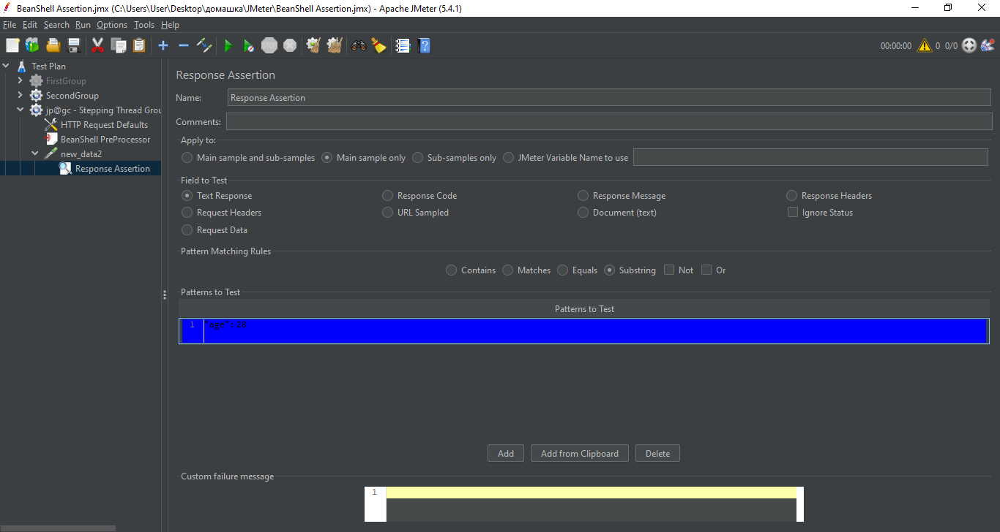 BeanShell Assertion.jmx (C:\Users\User\Desktop\домашка\JMeter\BeanShell Assertion.jmx) - Apache JMeter (5.4.1)
File Edit Search Run Options Tools Help
STOP 00:00:00 0 0/0
Test Plan
FirstGroup
SecondGroup
jp@gc - Stepping Thread Grou
HTTP Request Defaults
BeanShell PreProcessor
new_data2
Response Assertion
Response Assertion
Name: Response Assertion
Comments:
Apply to:
Main sample and sub-samples Main sample only Sub-samples only JMeter Variable Name to use
Field to Test
Text Response Response Code Response Message Response Headers
Request Headers URL Sampled Document (text) Ignore Status
Request Data
Pattern Matching Rules
Contains Matches Equals Substring Not Or
Patterns to Test
Patterns to Test
1 "age":20
Add Add from Clipboard Delete
Custom failure message
1